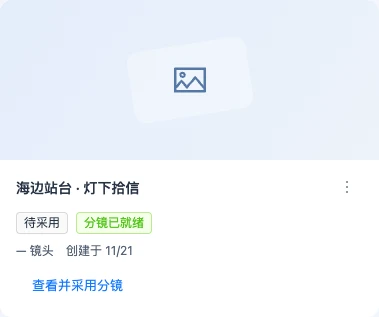 海边站台 · 灯下拾信
待采用 分镜已就绪
— 镜头 创建于 11/21
查看并采用分镜